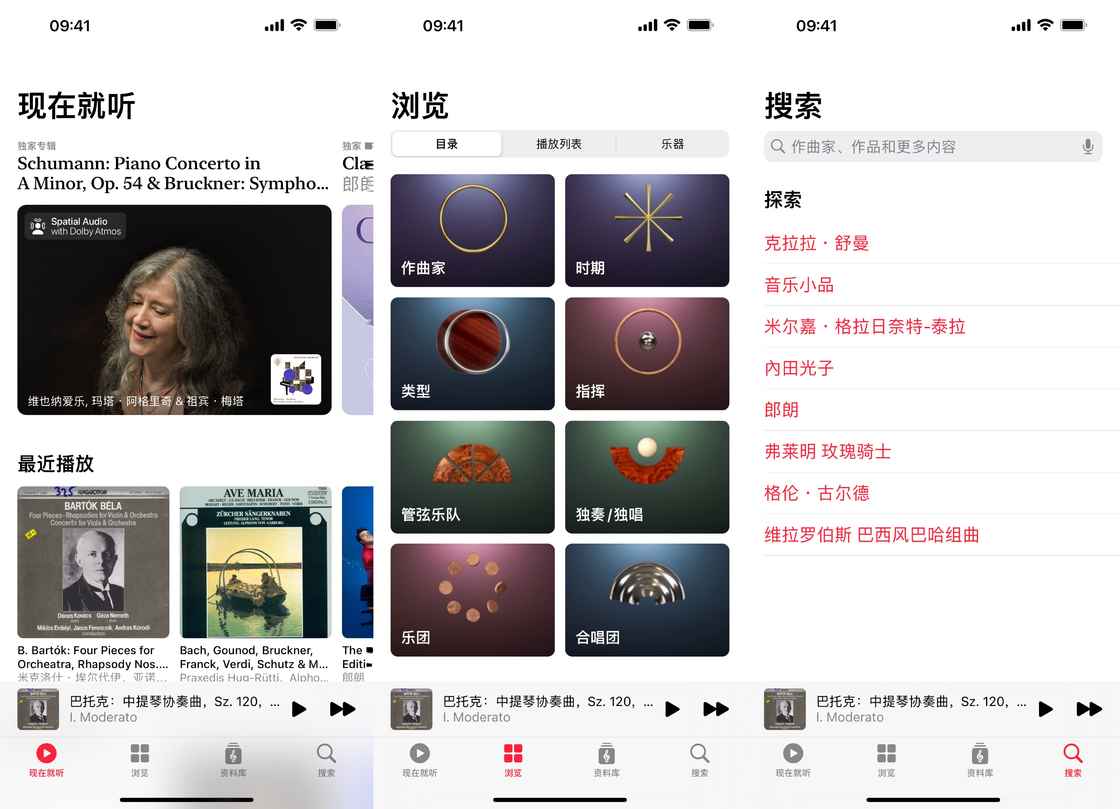 09:41
现在就听
独家专辑
Schumann: Piano Concerto in
A Minor, Op. 54 & Bruckner: Sympho...
独家
Cla
郎
Spatial Audio
with Dolby Atmos
维也纳爱乐, 玛塔·阿格里奇 & 祖宾·梅塔
最近播放
325
BARTÓK BÉLA
Four Pieces · Rhapsodies for Violin & Orchestra
Concerto for Viola & Orchestra
Dénes Kovács
Géza Németh
Miklós Erdélyi, János Ferencsik, András Kórodi
AVE MARIA
ZÜRCHER SÄNGERKNABEN
B. Bartók: Four Pieces for
Orcheatra, Rhapsody Nos....
米克洛什·埃尔代伊, 亚诺...
Bach, Gounod, Bruckner,
Franck, Verdi, Schutz & M...
Praxedis Hug-Rütti, Alpho...
The
Editi
郎朗
巴托克：中提琴协奏曲，Sz. 120, ...
I. Moderato
现在就听
浏览
资料库
搜索
09:41
浏览
目录
播放列表
乐器
作曲家
时期
类型
指挥
管弦乐队
独奏/独唱
乐团
合唱团
巴托克：中提琴协奏曲，Sz. 120, ...
I. Moderato
现在就听
浏览
资料库
搜索
09:41
搜索
作曲家、作品和更多内容
探索
克拉拉·舒曼
音乐小品
米尔嘉·格拉日奈特-泰拉
內田光子
郎朗
弗莱明 玫瑰骑士
格伦·古尔德
维拉罗伯斯 巴西风巴哈组曲
巴托克：中提琴协奏曲，Sz. 120, ...
I. Moderato
现在就听
浏览
资料库
搜索